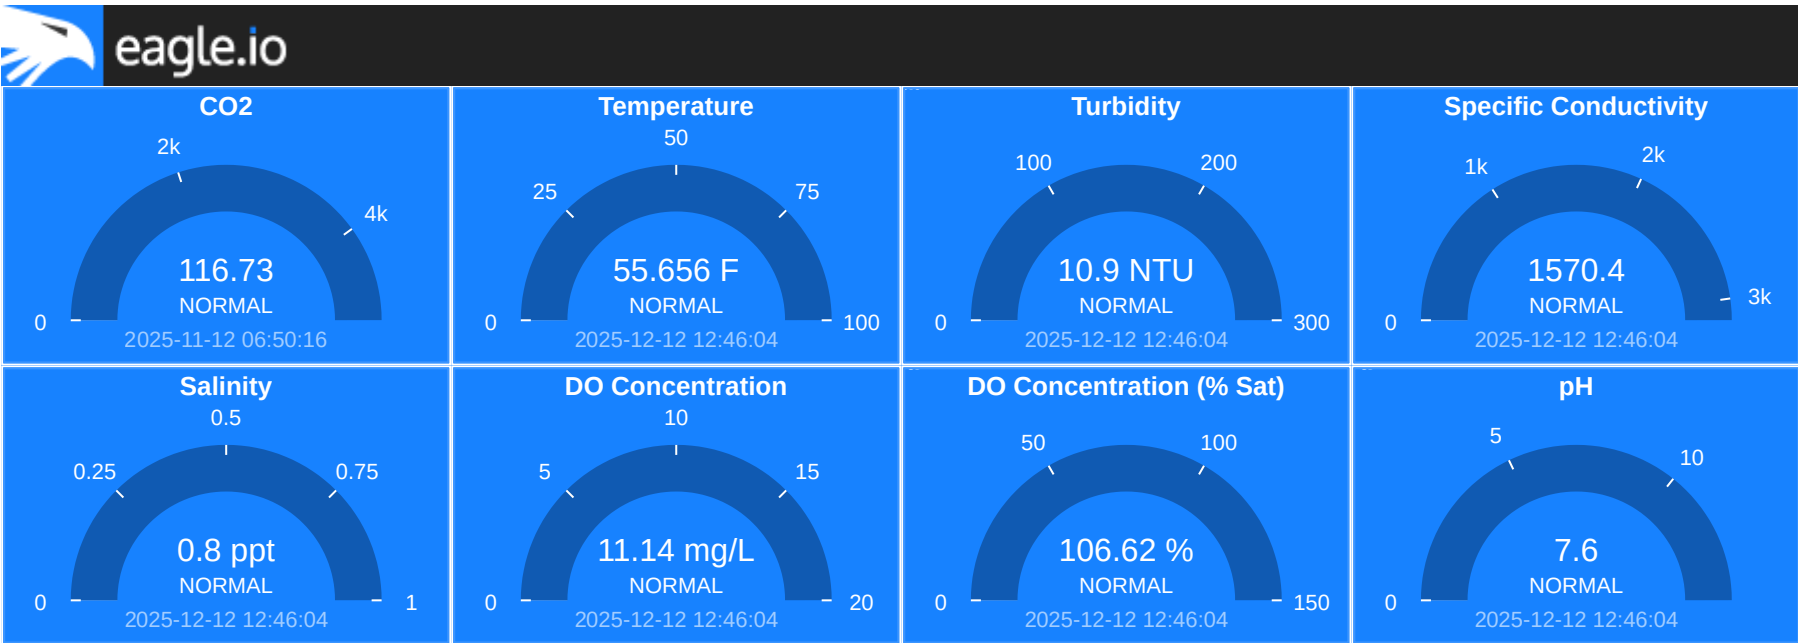 eagle.io
CO2
2k
4k
116.73
NORMAL
0
2025-11-12 06:50:16
Temperature
50
25
75
55.656 F
NORMAL
0
100
2025-12-12 12:46:04
Turbidity
100
200
10.9 NTU
NORMAL
0
300
2025-12-12 12:46:04
Specific Conductivity
2k
1k
1570.4
3k
NORMAL
0
2025-12-12 12:46:04
Salinity
0.5
0.25
0.75
0.8 ppt
NORMAL
0
1
2025-12-12 12:46:04
DO Concentration
10
5
15
11.14 mg/L
NORMAL
0
20
2025-12-12 12:46:04
DO Concentration (% Sat)
50
100
106.62 %
NORMAL
0
150
2025-12-12 12:46:04
pH
5
10
7.6
NORMAL
0
2025-12-12 12:46:04